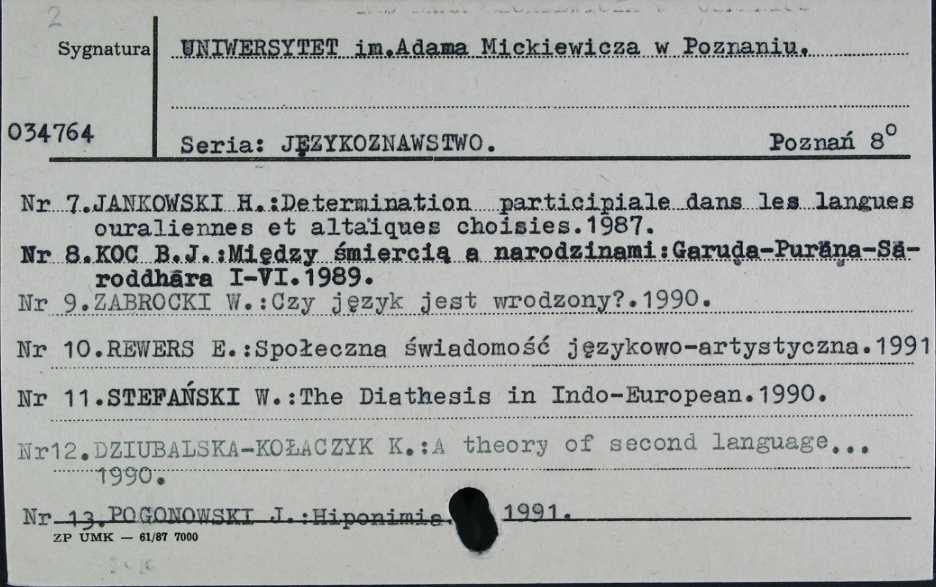 2
Sygnatura UNIWERSYTET im.Adama Mickiewicza w Poznaniu.
034764 Seria: JĘZYKOZNAWSTWO. Poznań 8°
Nr 7.JANKOWSKI H.:Determination participiale dans les langues
ouraliennes et altaïques choisies.1987.
Nr 8.KOC B.J.:Między śmiercią a narodzinami:Garuḍa-Purāṇa-Sā-
roddhāra I-VI.1989.
Nr 9.ZABROCKI W.:Czy język jest wrodzony?.1990.
Nr 10.REWERS E.:Społeczna świadomość językowo-artystyczna.1991
Nr 11.STEFAŃSKI W.:The Diathesis in Indo-European.1990.
Nr12.DZIUBALSKA-KOŁACZYK K.:A theory of second language...
1990.
Nr 13.POGONOWSKI J.:Hiponimia. 1991.
ZP UMK — 61/87 7000